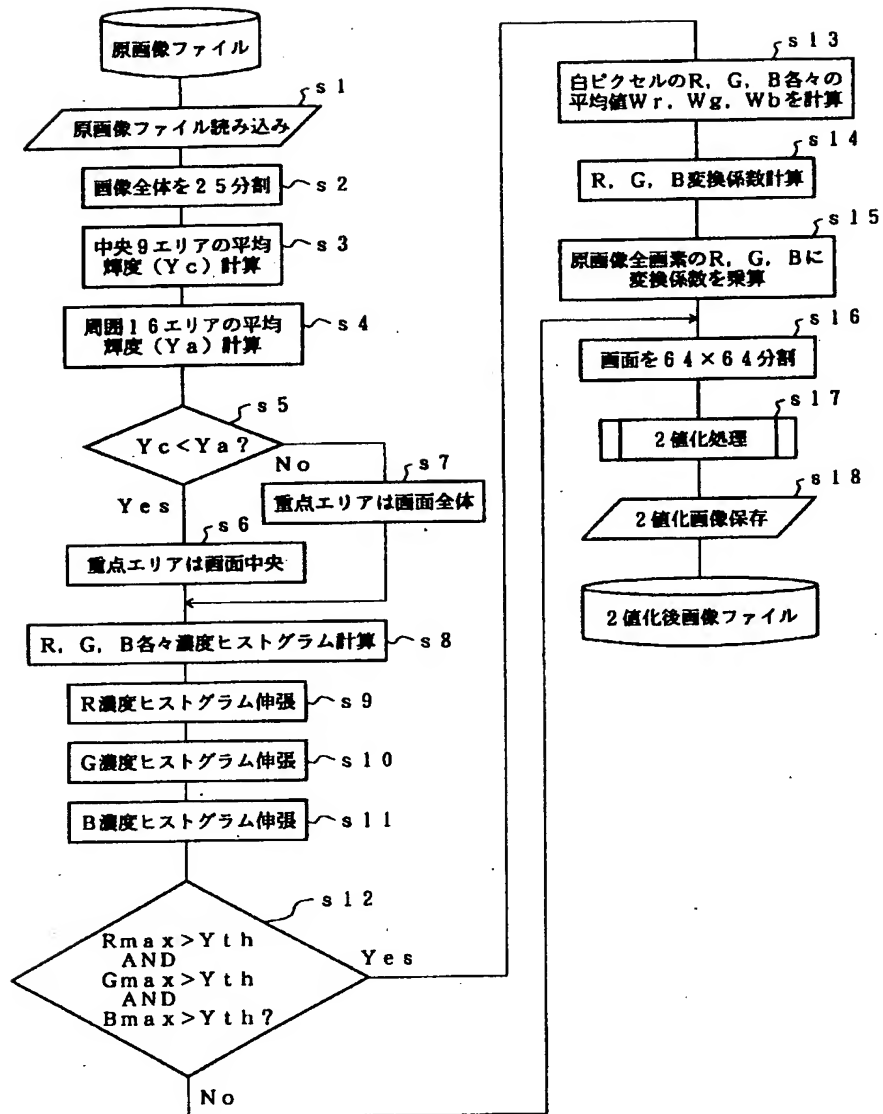 原画像ファイル
s1
原画像ファイル読み込み
画像全体を25分割
s2
中央9エリアの平均
輝度(Yc)計算
s3
周囲16エリアの平均
輝度(Ya)計算
s4
s5
Yc<Ya?
No
Yes
s7
重点エリアは画面全体
s6
重点エリアは画面中央
R,G,B各々濃度ヒストグラム計算
s8
R濃度ヒストグラム伸張
s9
G濃度ヒストグラム伸張
s10
B濃度ヒストグラム伸張
s11
s12
Rmax>Yth
AND
Gmax>Yth
AND
Bmax>Yth?
Yes
No
s13
白ピクセルのR,G,B各々の
平均値Wr,Wg,Wbを計算
s14
R,G,B変換係数計算
s15
原画像全画素のR,G,Bに
変換係数を乗算
s16
画面を64×64分割
s17
2値化処理
s18
2値化画像保存
2値化後画像ファイル